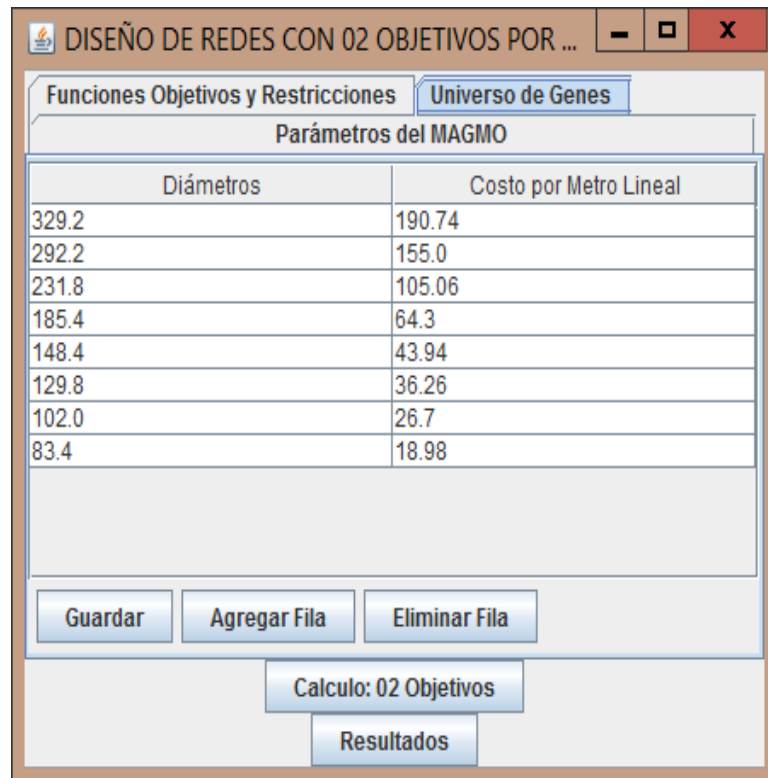 DISEÑO DE REDES CON 02 OBJETIVOS POR ...
Funciones Objetivos y Restricciones Universo de Genes
Parámetros del MAGMO
Diámetros Costo por Metro Lineal
329.2 190.74
292.2 155.0
231.8 105.06
185.4 64.3
148.4 43.94
129.8 36.26
102.0 26.7
83.4 18.98
Guardar Agregar Fila Eliminar Fila
Calculo: 02 Objetivos
Resultados